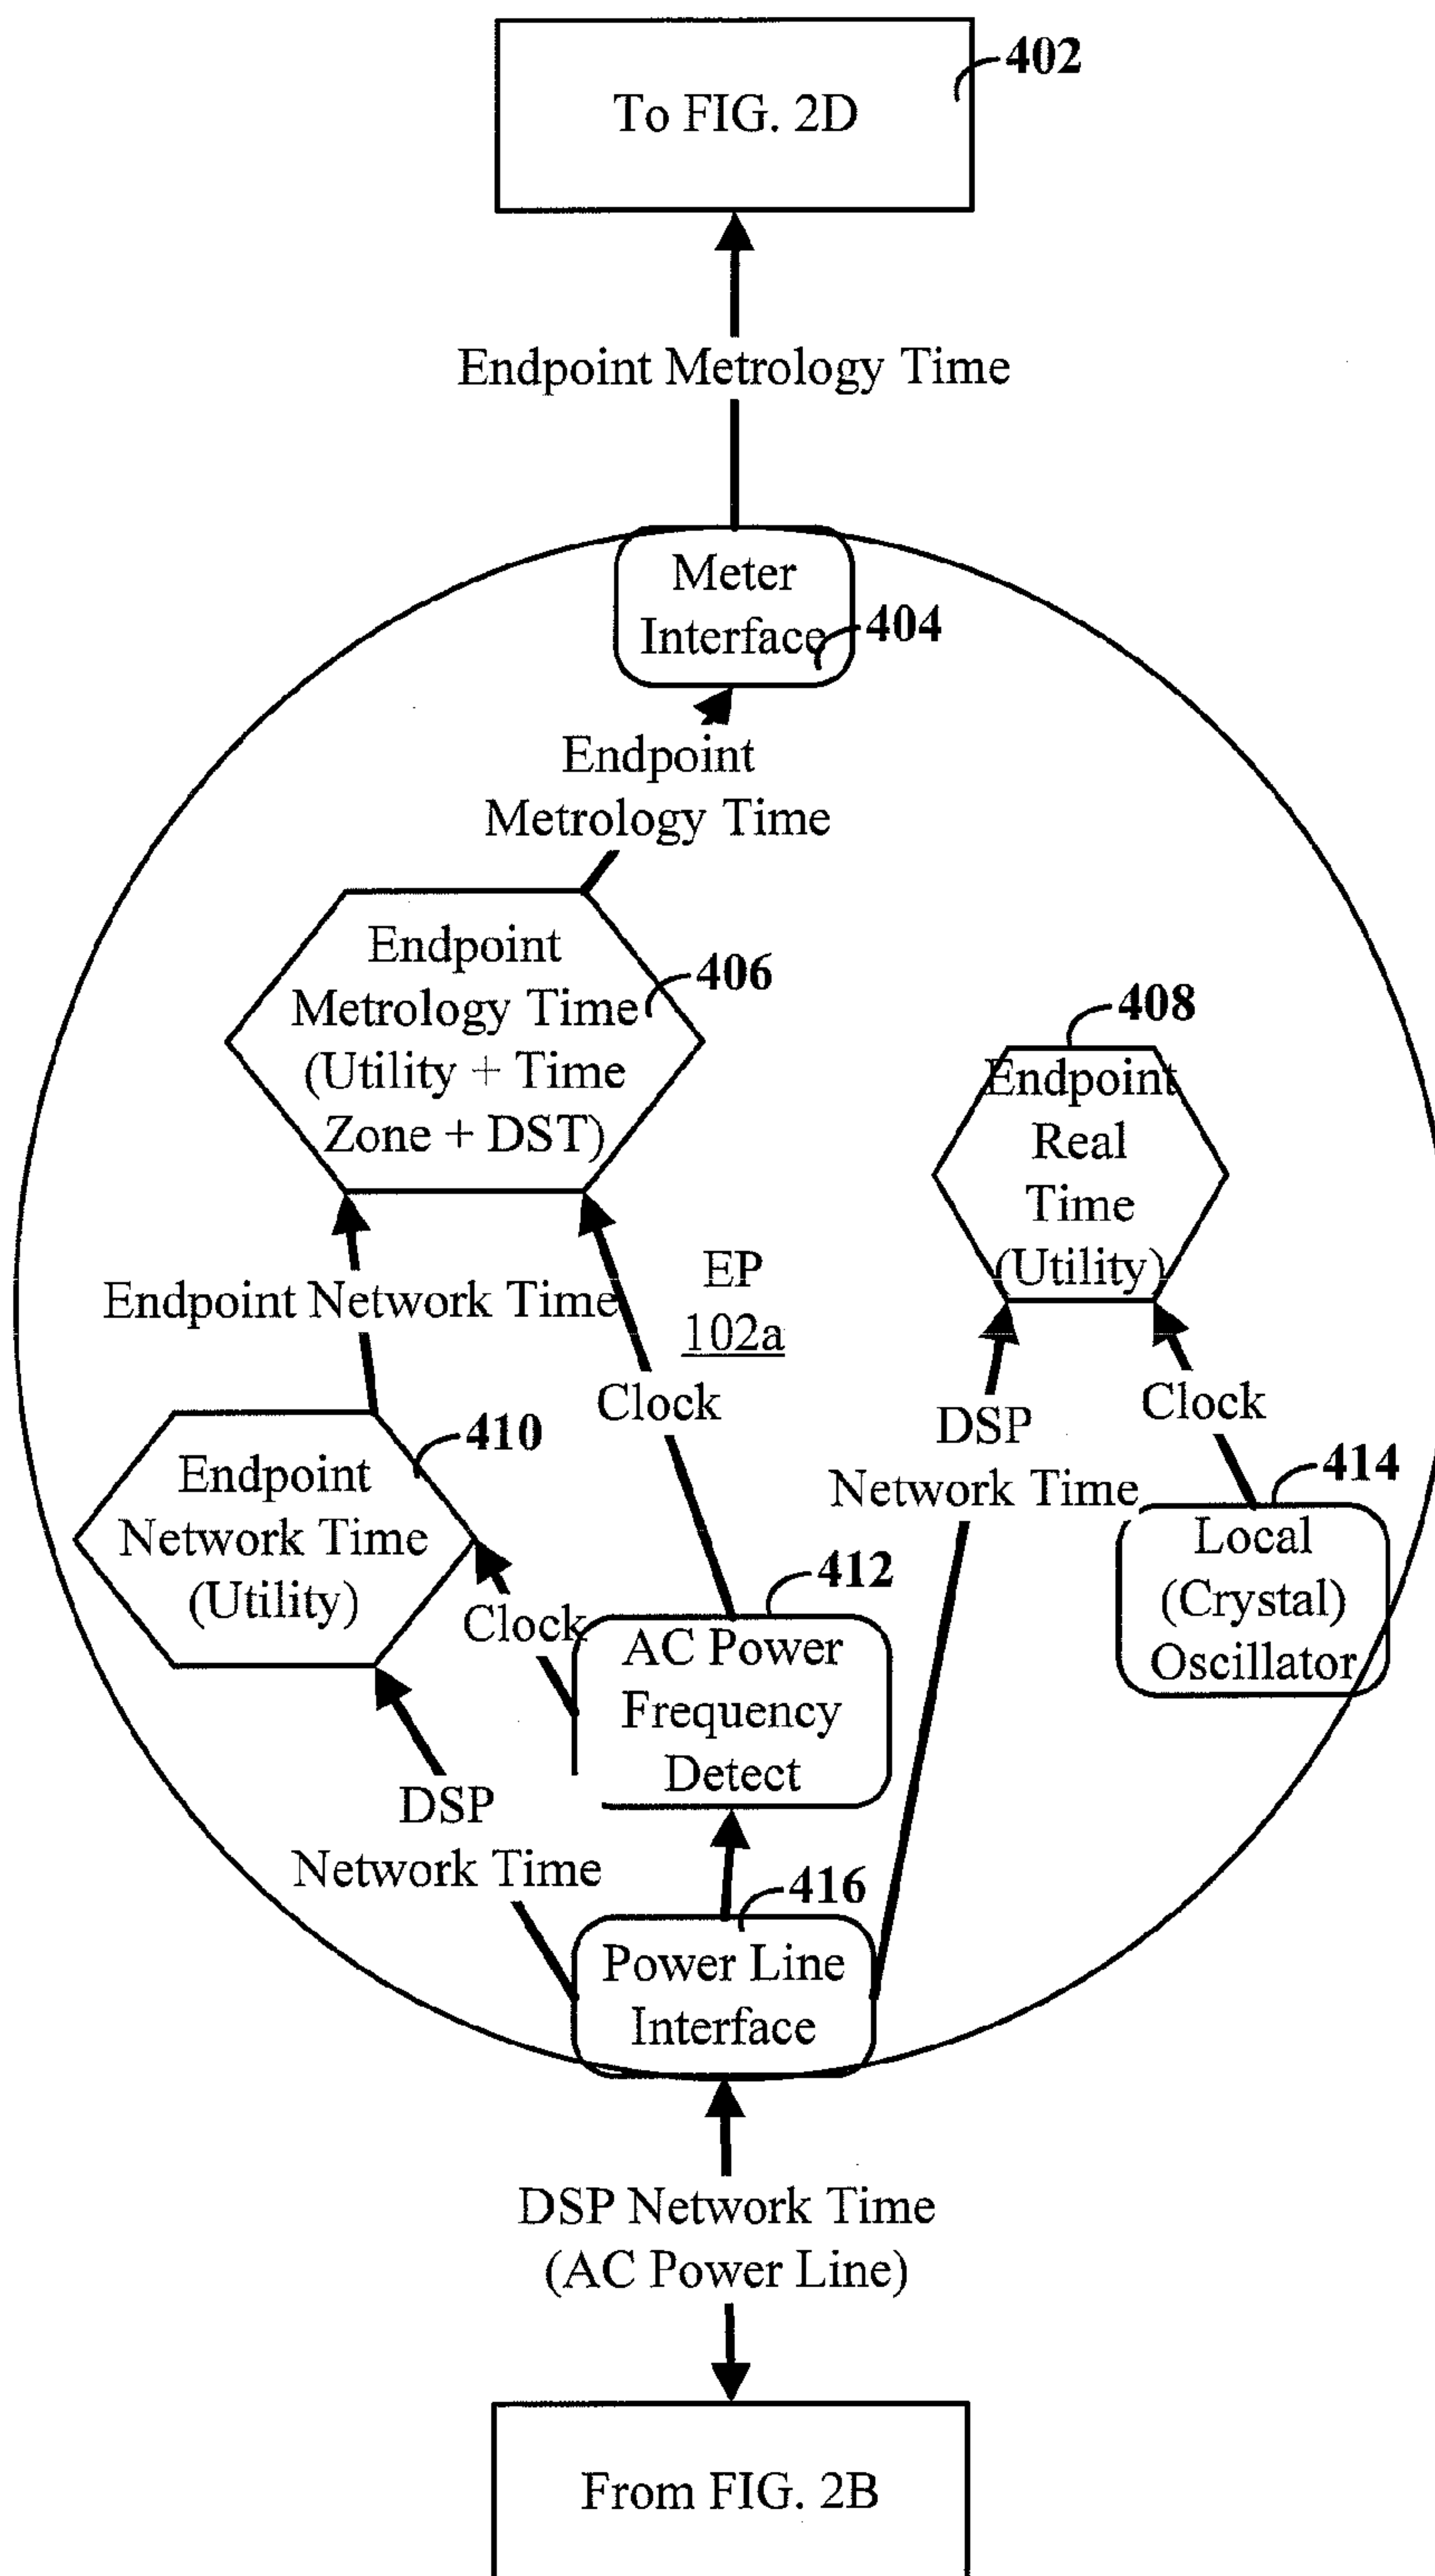 To FIG. 2D
402
Endpoint Metrology Time
Meter
Interface
404
Endpoint
Metrology Time
Endpoint
Metrology Time
(Utility + Time
Zone + DST)
406
408
Endpoint
Real
Time
(Utility)
Endpoint Network Time
EP
102a
Clock
DSP
Network Time
Clock
410
Endpoint
Network Time
(Utility)
414
Local
(Crystal)
Oscillator
Clock
412
AC Power
Frequency
Detect
DSP
Network Time
416
Power Line
Interface
DSP Network Time
(AC Power Line)
From FIG. 2B